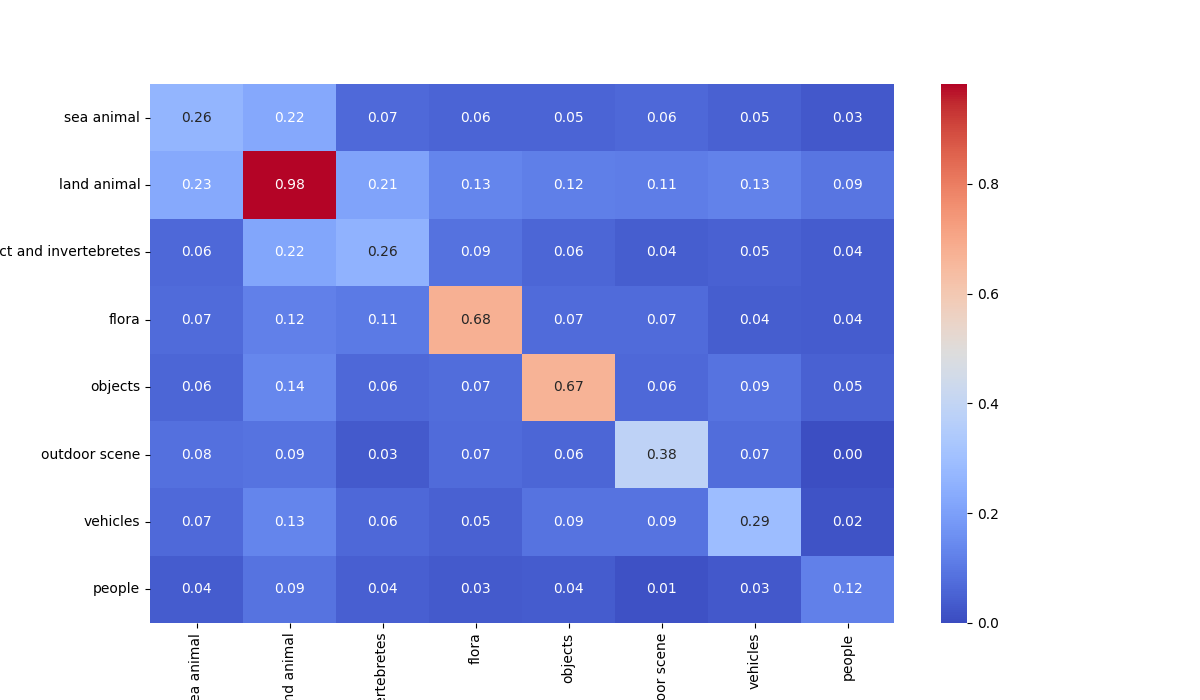 sea animal 0.26 0.22 0.07 0.06 0.05 0.06 0.05 0.03
land animal 0.23 0.98 0.21 0.13 0.12 0.11 0.13 0.09
ct and invertebretes 0.06 0.22 0.26 0.09 0.06 0.04 0.05 0.04
flora 0.07 0.12 0.11 0.68 0.07 0.07 0.04 0.04
objects 0.06 0.14 0.06 0.07 0.67 0.06 0.09 0.05
outdoor scene 0.08 0.09 0.03 0.07 0.06 0.38 0.07 0.00
vehicles 0.07 0.13 0.06 0.05 0.09 0.09 0.29 0.02
people 0.04 0.09 0.04 0.03 0.04 0.01 0.03 0.12
ea animal
nd animal
ertebretes
flora
objects
oor scene
vehicles
people
0.8
0.6
0.4
0.2
0.0